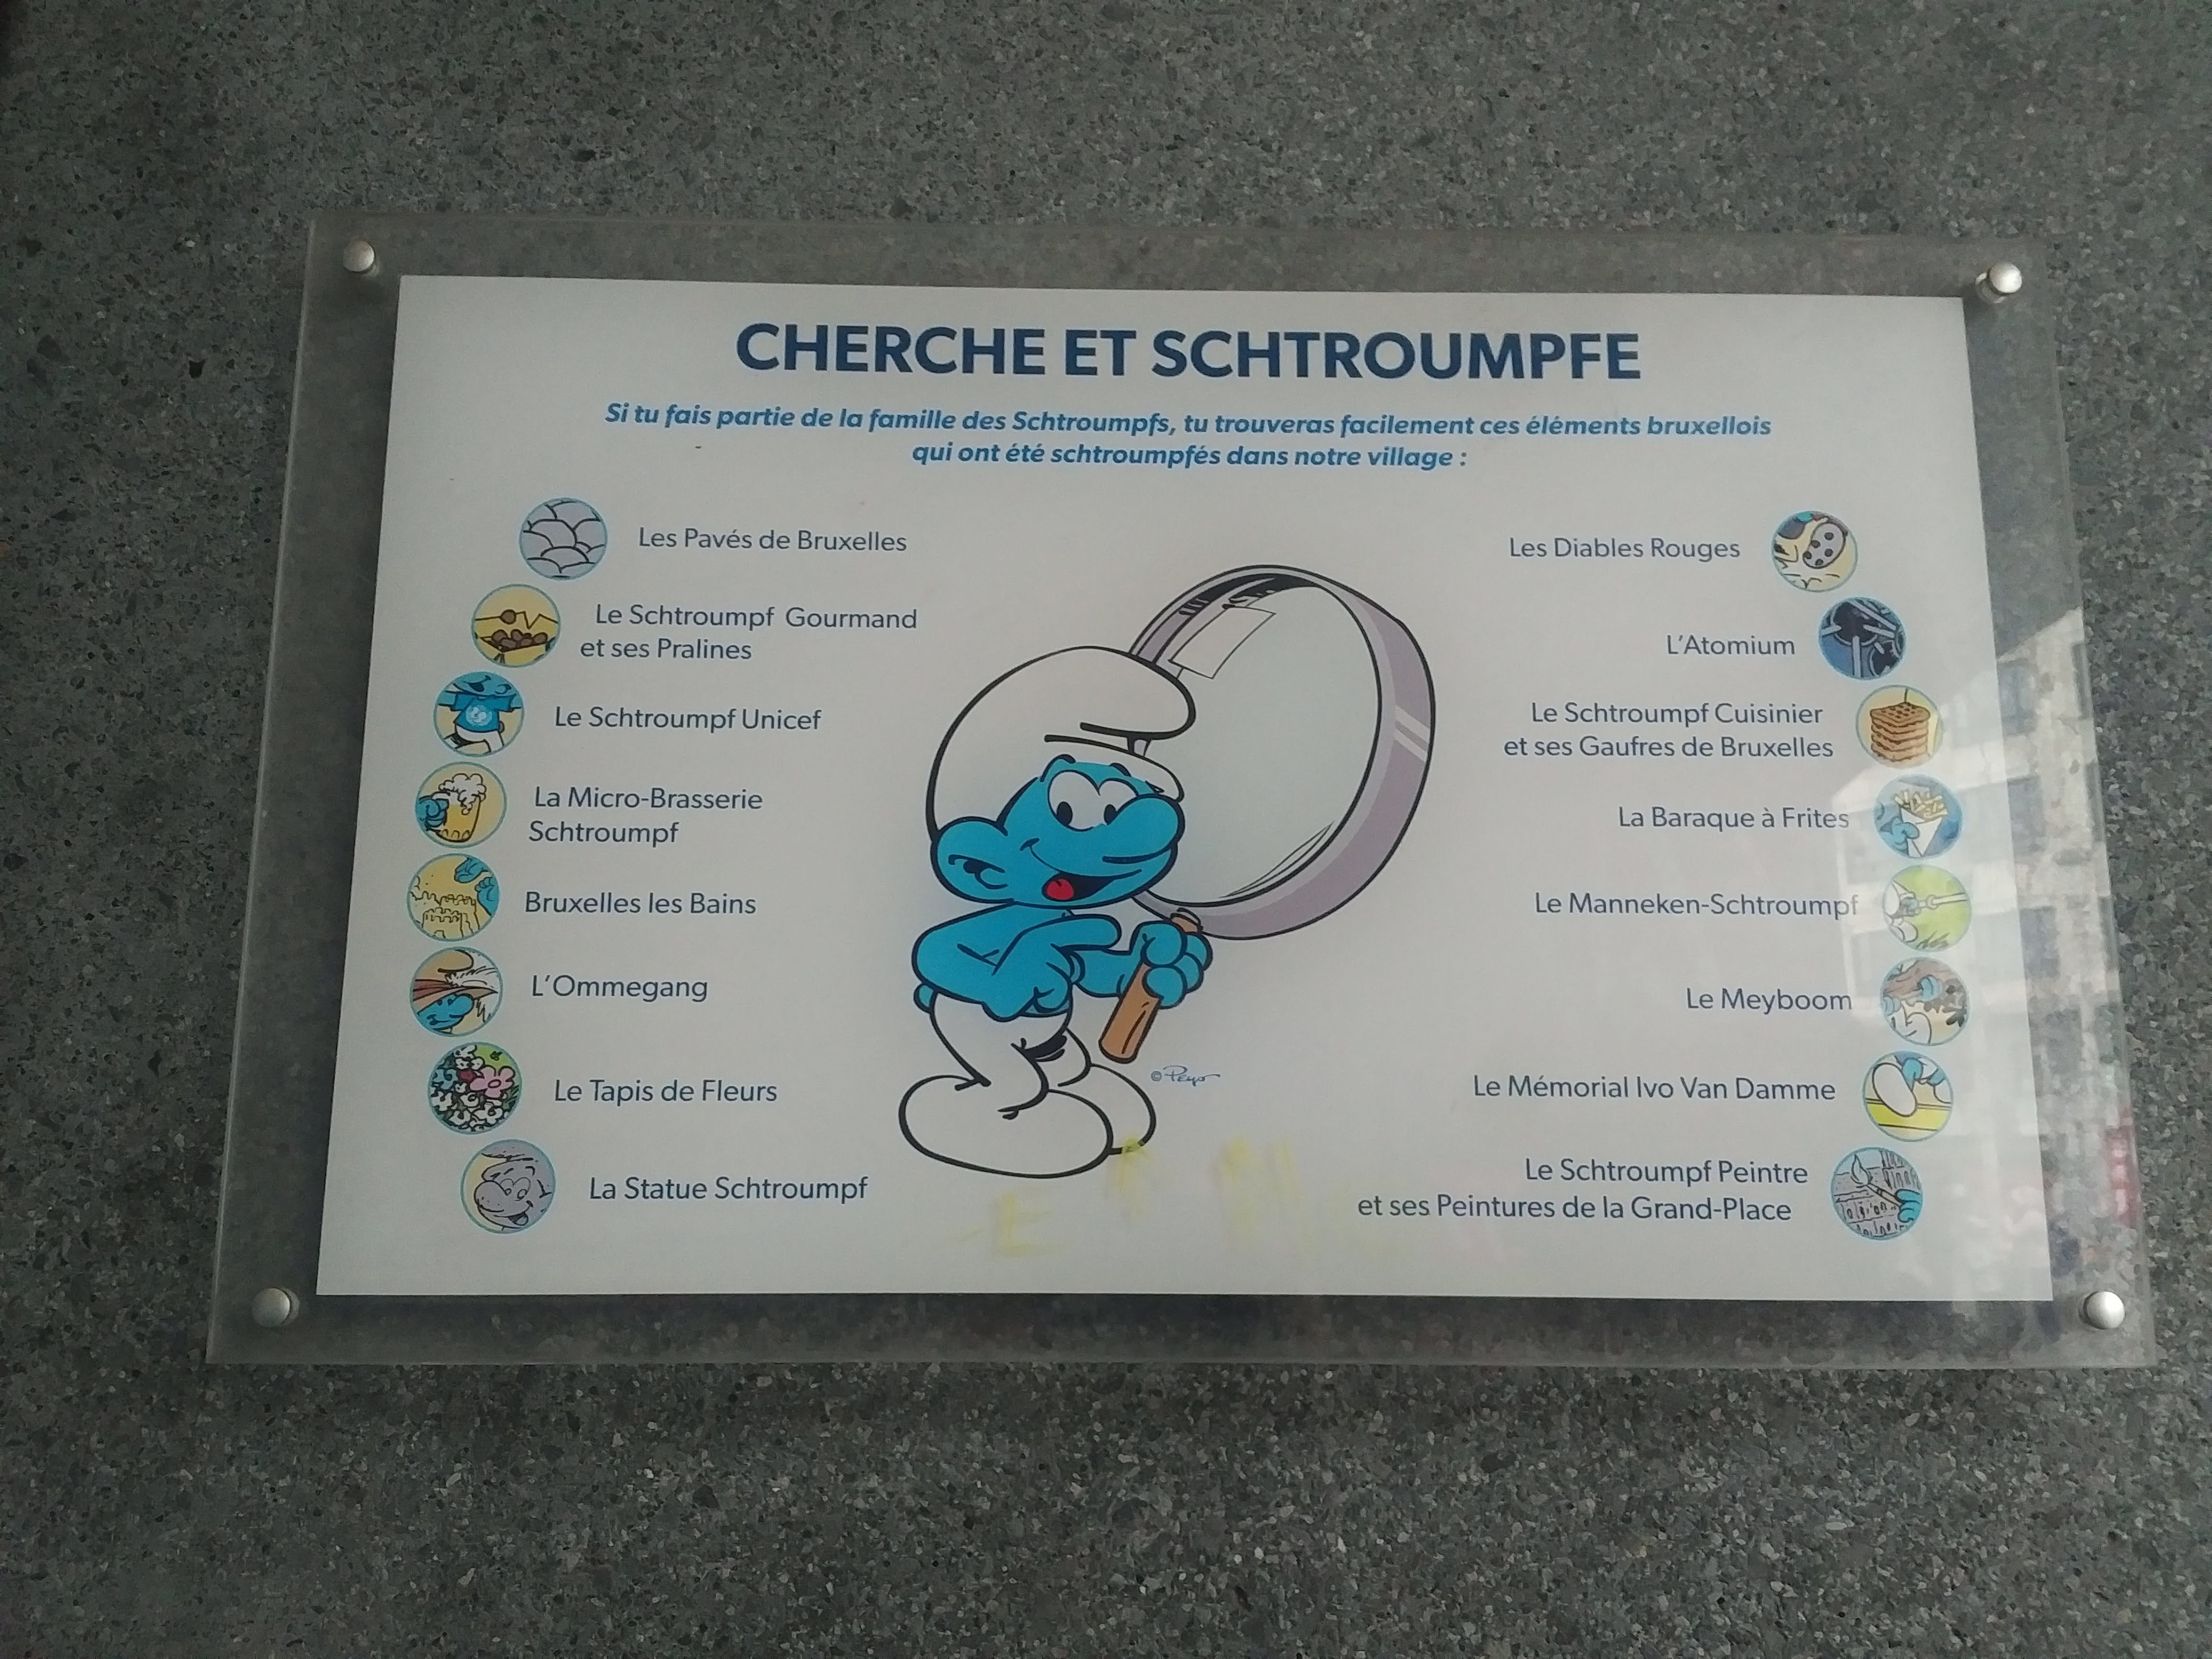 CHERCHE ET SCHTROUMPFE
Si tu fais partie de la famille des Schtroumpfs, tu trouveras facilement ces éléments bruxellois
qui ont été schtroumpfés dans notre village :
Les Pavés de Bruxelles
Le Schtroumpf Gourmand
et ses Pralines
Le Schtroumpf Unicef
La Micro-Brasserie
Schtroumpf
Bruxelles les Bains
L'Ommegang
Le Tapis de Fleurs
La Statue Schtroumpf
Les Diables Rouges
L'Atomium
Le Schtroumpf Cuisinier
et ses Gaufres de Bruxelles
La Baraque à Frites
Le Manneken-Schtroumpf
Le Meyboom
Le Mémorial Ivo Van Damme
Le Schtroumpf Peintre
et ses Peintures de la Grand-Place
© Peyo